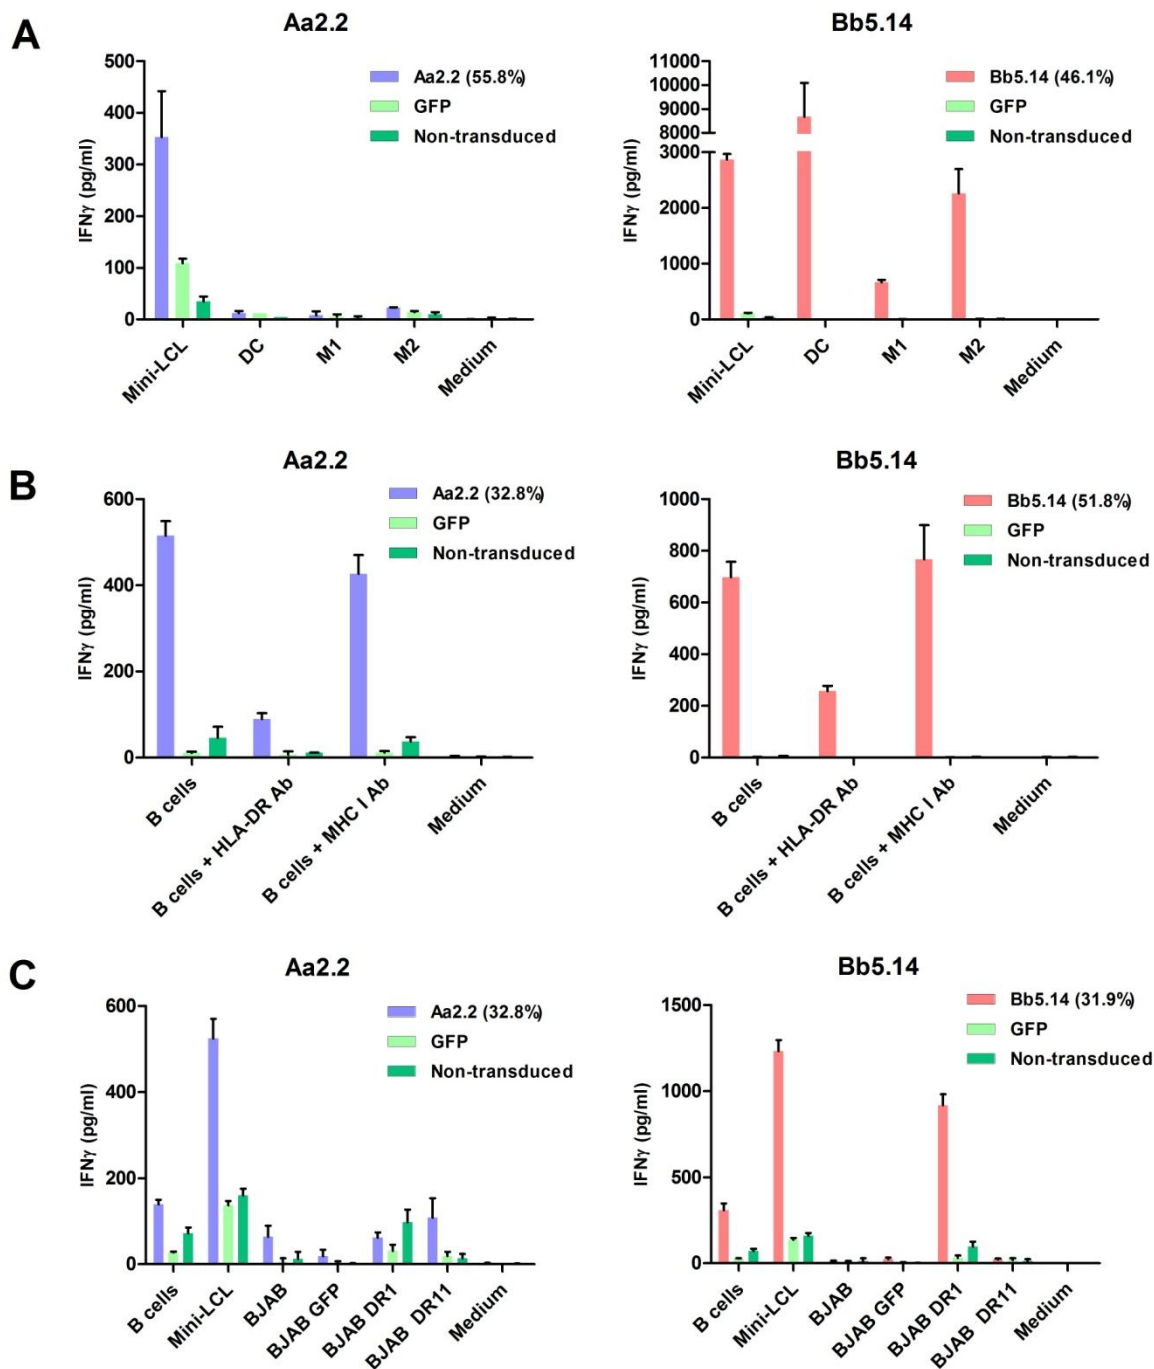 A
Aa2.2
Bb5.14
500
400
300
200
100
0
IFNγ (pg/ml)
Aa2.2 (55.8%)
GFP
Non-transduced
Mini-LCL
DC
M1
M2
Medium
11000
10000
9000
8000
3000
2000
1000
0
IFNγ (pg/ml)
Bb5.14 (46.1%)
GFP
Non-transduced
Mini-LCL
DC
M1
M2
Medium
B
Aa2.2
Bb5.14
600
400
200
0
IFNγ (pg/ml)
Aa2.2 (32.8%)
GFP
Non-transduced
B cells
B cells + HLA-DR Ab
B cells + MHC I Ab
Medium
1000
800
600
400
200
0
IFNγ (pg/ml)
Bb5.14 (51.8%)
GFP
Non-transduced
B cells
B cells + HLA-DR Ab
B cells + MHC I Ab
Medium
C
Aa2.2
Bb5.14
600
400
200
0
IFNγ (pg/ml)
Aa2.2 (32.8%)
GFP
Non-transduced
B cells
Mini-LCL
BJAB
BJAB GFP
BJAB DR1
BJAB DR11
Medium
1500
1000
500
0
IFNγ (pg/ml)
Bb5.14 (31.9%)
GFP
Non-transduced
B cells
Mini-LCL
BJAB
BJAB GFP
BJAB DR1
BJAB DR11
Medium